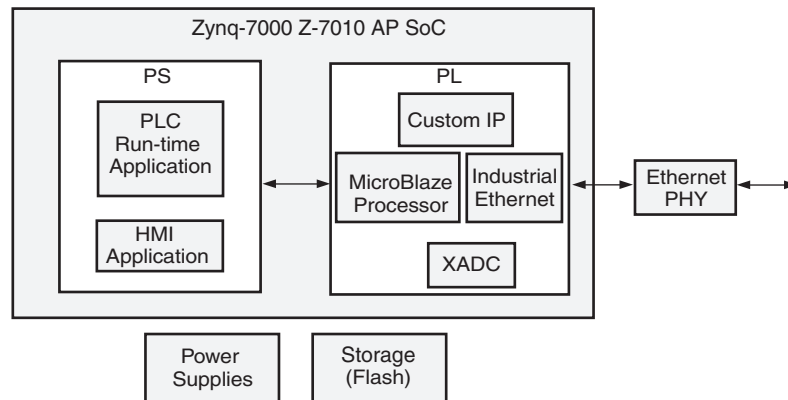 Zynq-7000 Z-7010 AP SoC
PS
PLC
Run-time
Application
HMI
Application
PL
Custom IP
MicroBlaze
Processor
Industrial
Ethernet
XADC
Ethernet
PHY
Power
Supplies
Storage
(Flash)